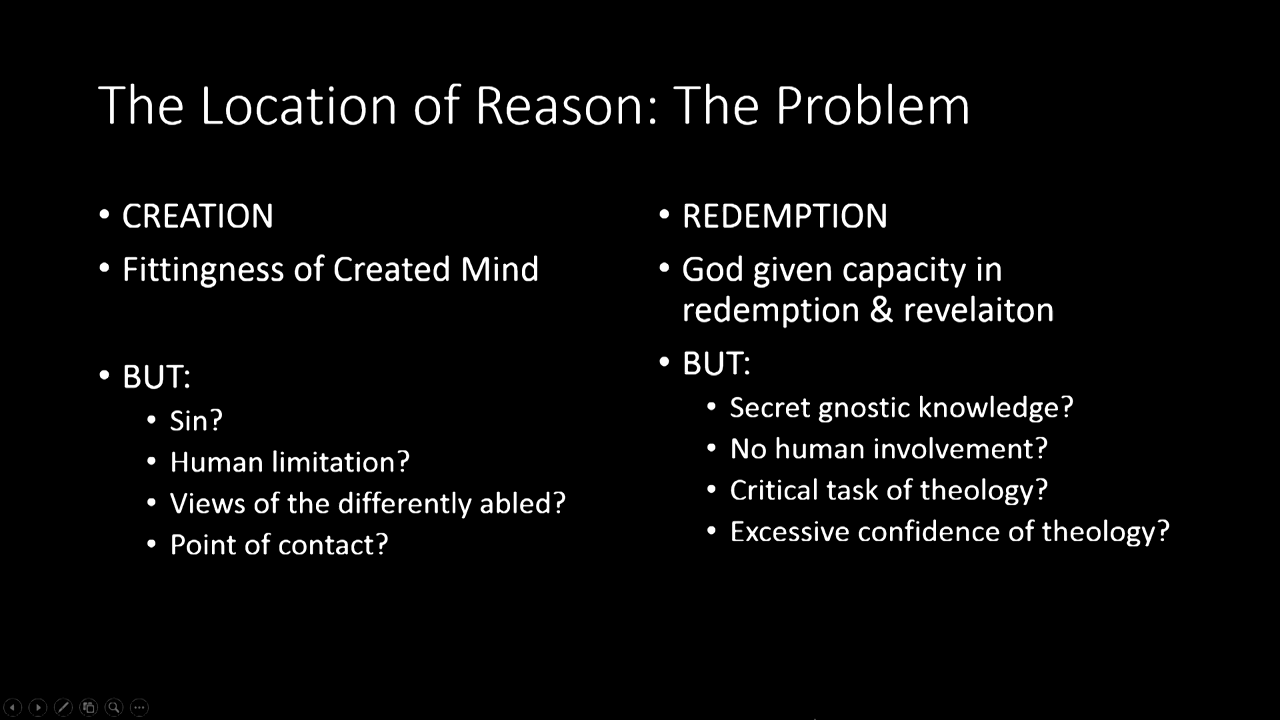 The Location of Reason: The Problem
• CREATION
• Fittingness of Created Mind
• BUT:
• Sin?
• Human limitation?
• Views of the differently abled?
• Point of contact?
• REDEMPTION
• God given capacity in
redemption & revelaiton
• BUT:
• Secret gnostic knowledge?
• No human involvement?
• Critical task of theology?
• Excessive confidence of theology?